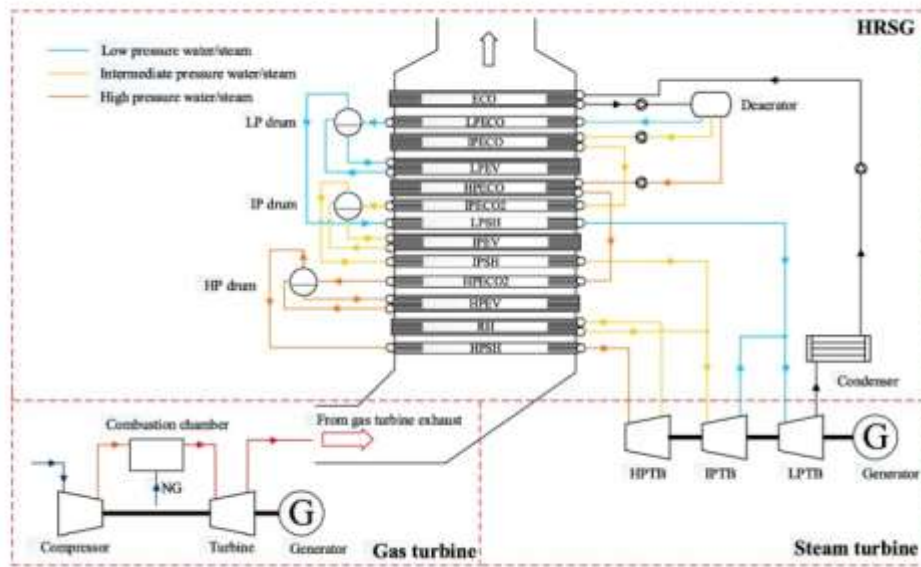 HRSG
Low pressure water/steam
Intermediate pressure water/steam
High pressure water/steam
ECO
Deaerator
LP drum
LPECO
IPECO
LPEV
HPECO
IP drum
IPECO2
LPSH
IPEV
IPSH
HP drum
HPECO2
HPEV
RH
HPSH
Condenser
From gas turbine exhaust
Combustion chamber
NG
G
Compressor
Turbine
Generator
Gas turbine
HPTB
IPTB
LPTB
G
Generator
Steam turbine